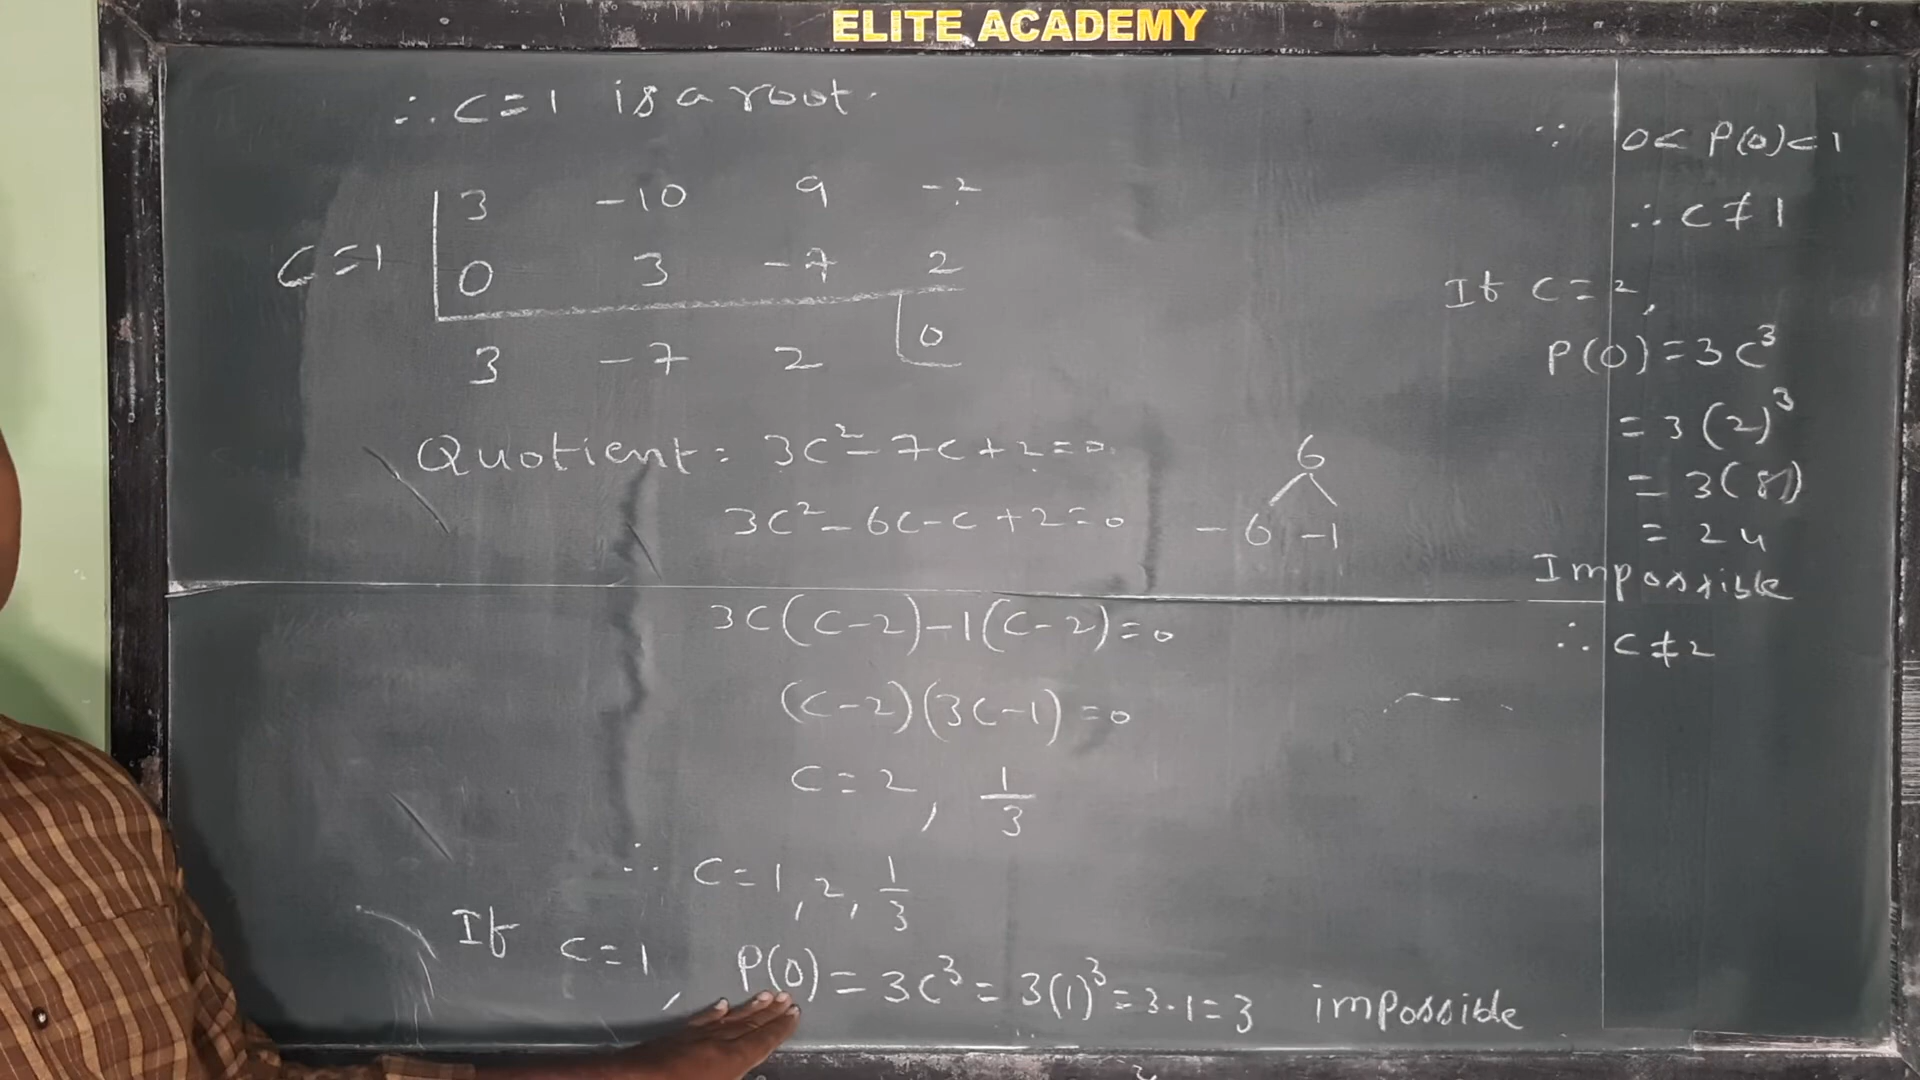 ELITE ACADEMY
∴ C=1 is a root.
3 -10 9 -2
C=1 0 3 -7 2
3 -7 2 0
Quotient: 3C²-7C+2=0.
3C²-6C-C+2=0
6
-6 -1
3C(C-2)-1(C-2)=0
(C-2)(3C-1)=0
C=2, 1/3
∴ C=1, 2, 1/3
If C=1, P(0)=3C³=3(1)³=3·1=3 impossible
∵ 0<P(0)<1
∴ C≠1
If C=2,
P(0)=3C³
=3(2)³
=3(8)
=24
Impossible
∴ C≠2